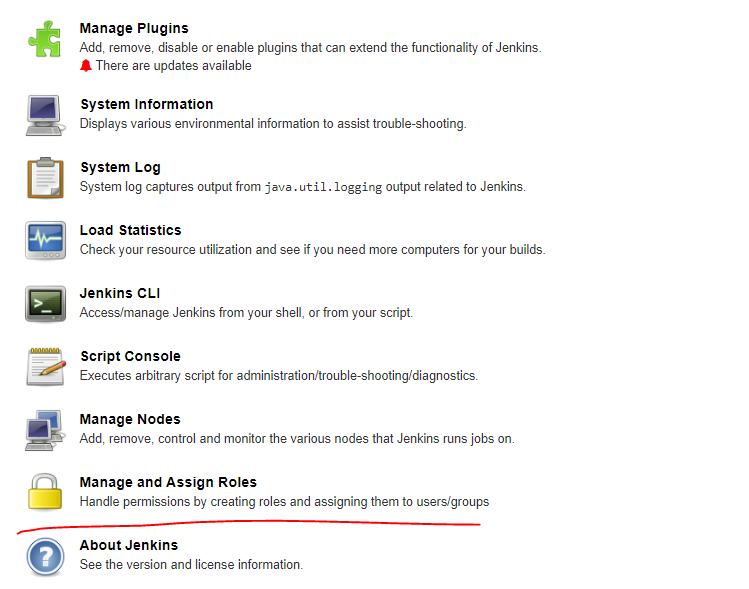 Manage Plugins
Add, remove, disable or enable plugins that can extend the functionality of Jenkins.
There are updates available
System Information
Displays various environmental information to assist trouble-shooting.
System Log
System log captures output from java.util.logging output related to Jenkins.
Load Statistics
Check your resource utilization and see if you need more computers for your builds.
Jenkins CLI
Access/manage Jenkins from your shell, or from your script.
Script Console
Executes arbitrary script for administration/trouble-shooting/diagnostics.
Manage Nodes
Add, remove, control and monitor the various nodes that Jenkins runs jobs on.
Manage and Assign Roles
Handle permissions by creating roles and assigning them to users/groups
About Jenkins
See the version and license information.